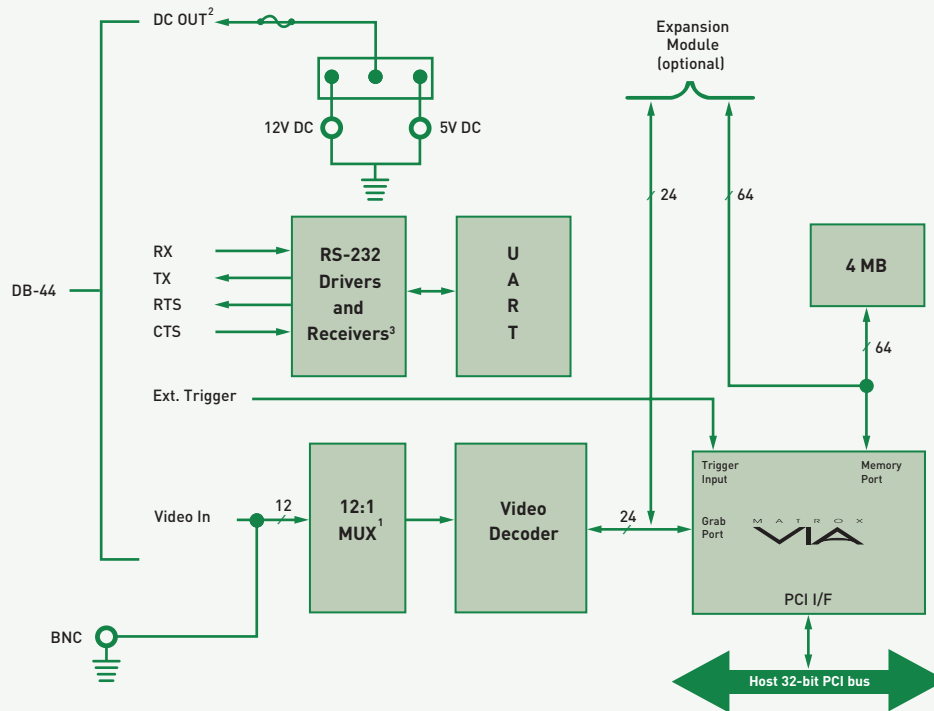 DC OUT²
Expansion
Module
(optional)
12V DC
5V DC
24
64
RX
TX
RTS
CTS
RS-232
Drivers
and
Receivers³
U
A
R
T
4 MB
DB-44
64
Ext. Trigger
Trigger
Input
Memory
Port
Video In
12
12:1
MUX¹
Video
Decoder
24
Grab
Port
MATROX
VIA
PCI I/F
BNC
Host 32-bit PCI bus